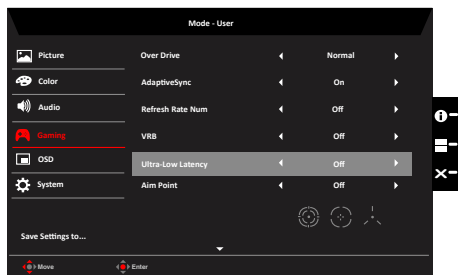 Mode - User
Picture
Over Drive Normal
Color
AdaptiveSync On
Audio
Refresh Rate Num Off
Gaming
VRB Off
OSD
Ultra-Low Latency Off
System
Aim Point Off
Save Settings to...
Move Enter